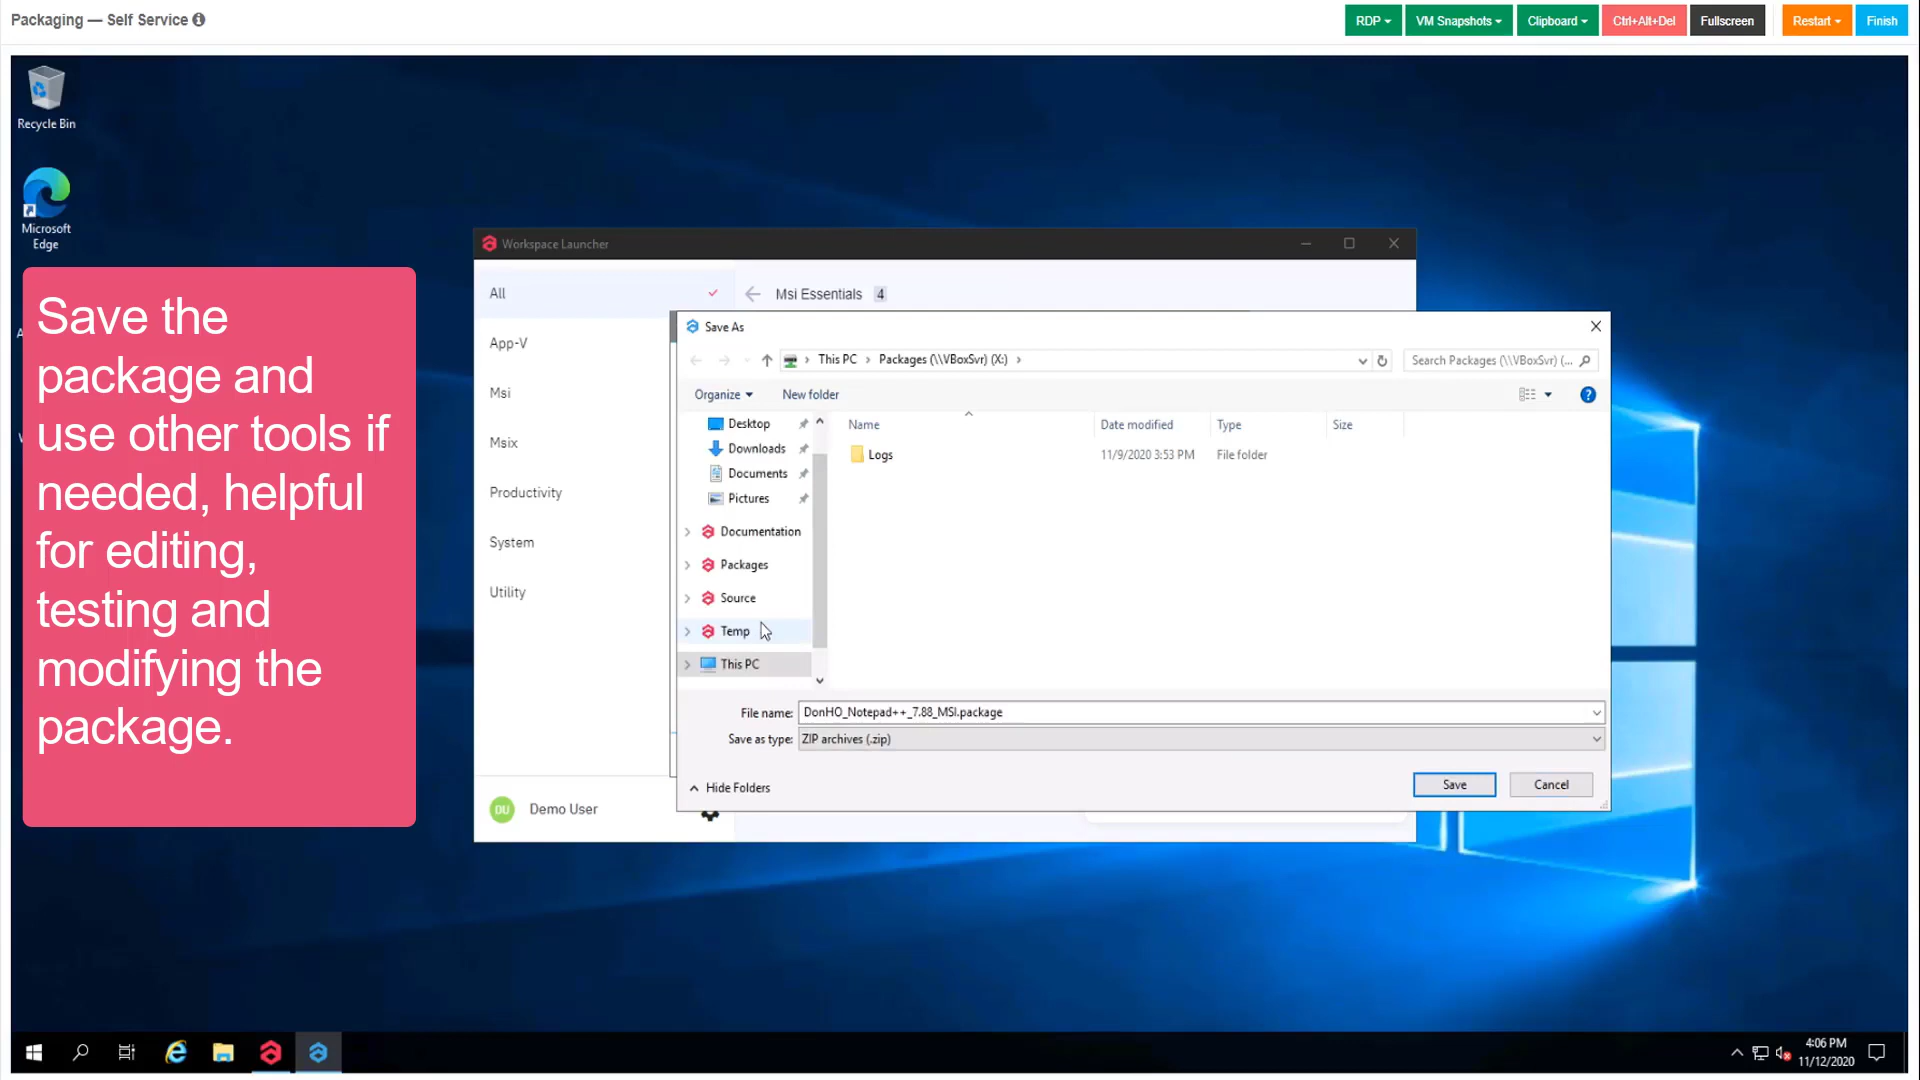 Packaging — Self Service
RDP
VM Snapshots
Clipboard
Ctrl+Alt+Del
Fullscreen
Restart
Finish
Recycle Bin
Microsoft
Edge
Save the
package and
use other tools if
needed, helpful
for editing,
testing and
modifying the
package.
Workspace Launcher
All
Msi Essentials 4
App-V
Msi
Msix
Productivity
System
Utility
DU Demo User
Save As
This PC > Packages (\\VBoxSvr) (X:) >
Search Packages (\\VBoxSvr) (...
Organize
New folder
?
Name
Date modified
Type
Size
Logs
11/9/2020 3:53 PM
File folder
Desktop
Downloads
Documents
Pictures
Documentation
Packages
Source
Temp
This PC
File name: DonHO_Notepad++_7.88_MSI.package
Save as type: ZIP archives (.zip)
Hide Folders
Save
Cancel
4:06 PM
11/12/2020